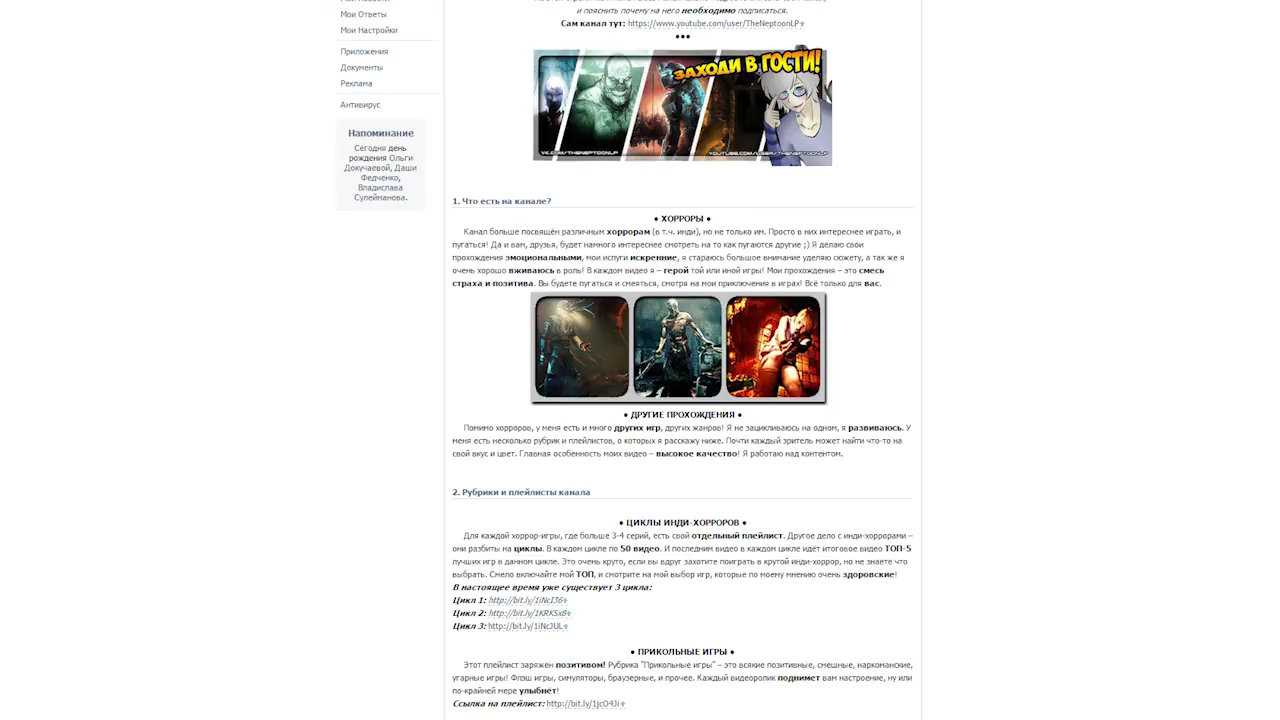 Мои Ответы
Мои Настройки
Приложения
Документы
Реклама
Антивирус
Напоминание
Сегодня день
рождения Ольги
Докучаевой, Даши
Федченко,
Владислава
Сулейманова.
и пояснить почему на него необходимо подписаться.
Сам канал тут: https://www.youtube.com/user/TheNeptoonLP
•••
ЗАХОДИ В ГОСТИ!
VK.COM/THENEPTOONLP
YOUTUBE.COM/USER/THENEPTOONLP
1. Что есть на канале?
• ХОРРОРЫ •
Канал больше посвящён различным хоррорам (в т.ч. инди), но не только им. Просто в них интереснее играть, и
пугаться! Да и вам, друзья, будет намного интереснее смотреть на то как пугаются другие ;) Я делаю свои
прохождения эмоциональными, мои испуги искренние, я стараюсь большое внимание уделяю сюжету, а так же я
очень хорошо вживаюсь в роль! В каждом видео я – герой той или иной игры! Мои прохождения – это смесь
страха и позитива. Вы будете пугаться и смеяться, смотря на мои приключения в играх! Всё только для вас.
• ДРУГИЕ ПРОХОЖДЕНИЯ •
Помимо хорроров, у меня есть и много других игр, других жанров! Я не зацикливаюсь на одном, я развиваюсь. У
меня есть несколько рубрик и плейлистов, о которых я расскажу ниже. Почти каждый зритель может найти что-то на
свой вкус и цвет. Главная особенность моих видео – высокое качество! Я работаю над контентом.
2. Рубрики и плейлисты канала
• ЦИКЛЫ ИНДИ-ХОРРОРОВ •
Для каждой хоррор-игры, где больше 3-4 серий, есть свой отдельный плейлист. Другое дело с инди-хоррорами –
они разбиты на циклы. В каждом цикле по 50 видео. И последним видео в каждом цикле идёт итоговое видео ТОП-5
лучших игр в данном цикле. Это очень круто, если вы вдруг захотите поиграть в крутой инди-хоррор, но не знаете что
выбрать. Смело включайте мой ТОП, и смотрите на мой выбор игр, которые по моему мнению очень здоровские!
В настоящее время уже существует 3 цикла:
Цикл 1: http://bit.ly/1iNcI36
Цикл 2: http://bit.ly/1KRKSxB
Цикл 3: http://bit.ly/1iNcJUL
• ПРИКОЛЬНЫЕ ИГРЫ •
Этот плейлист заряжен позитивом! Рубрика "Прикольные игры" – это всякие позитивные, смешные, наркоманские,
угарные игры! Флэш игры, симуляторы, браузерные, и прочее. Каждый видеоролик поднимет вам настроение, ну или
по-крайней мере улыбнёт!
Ссылка на плейлист: http://bit.ly/1jcO4Ji